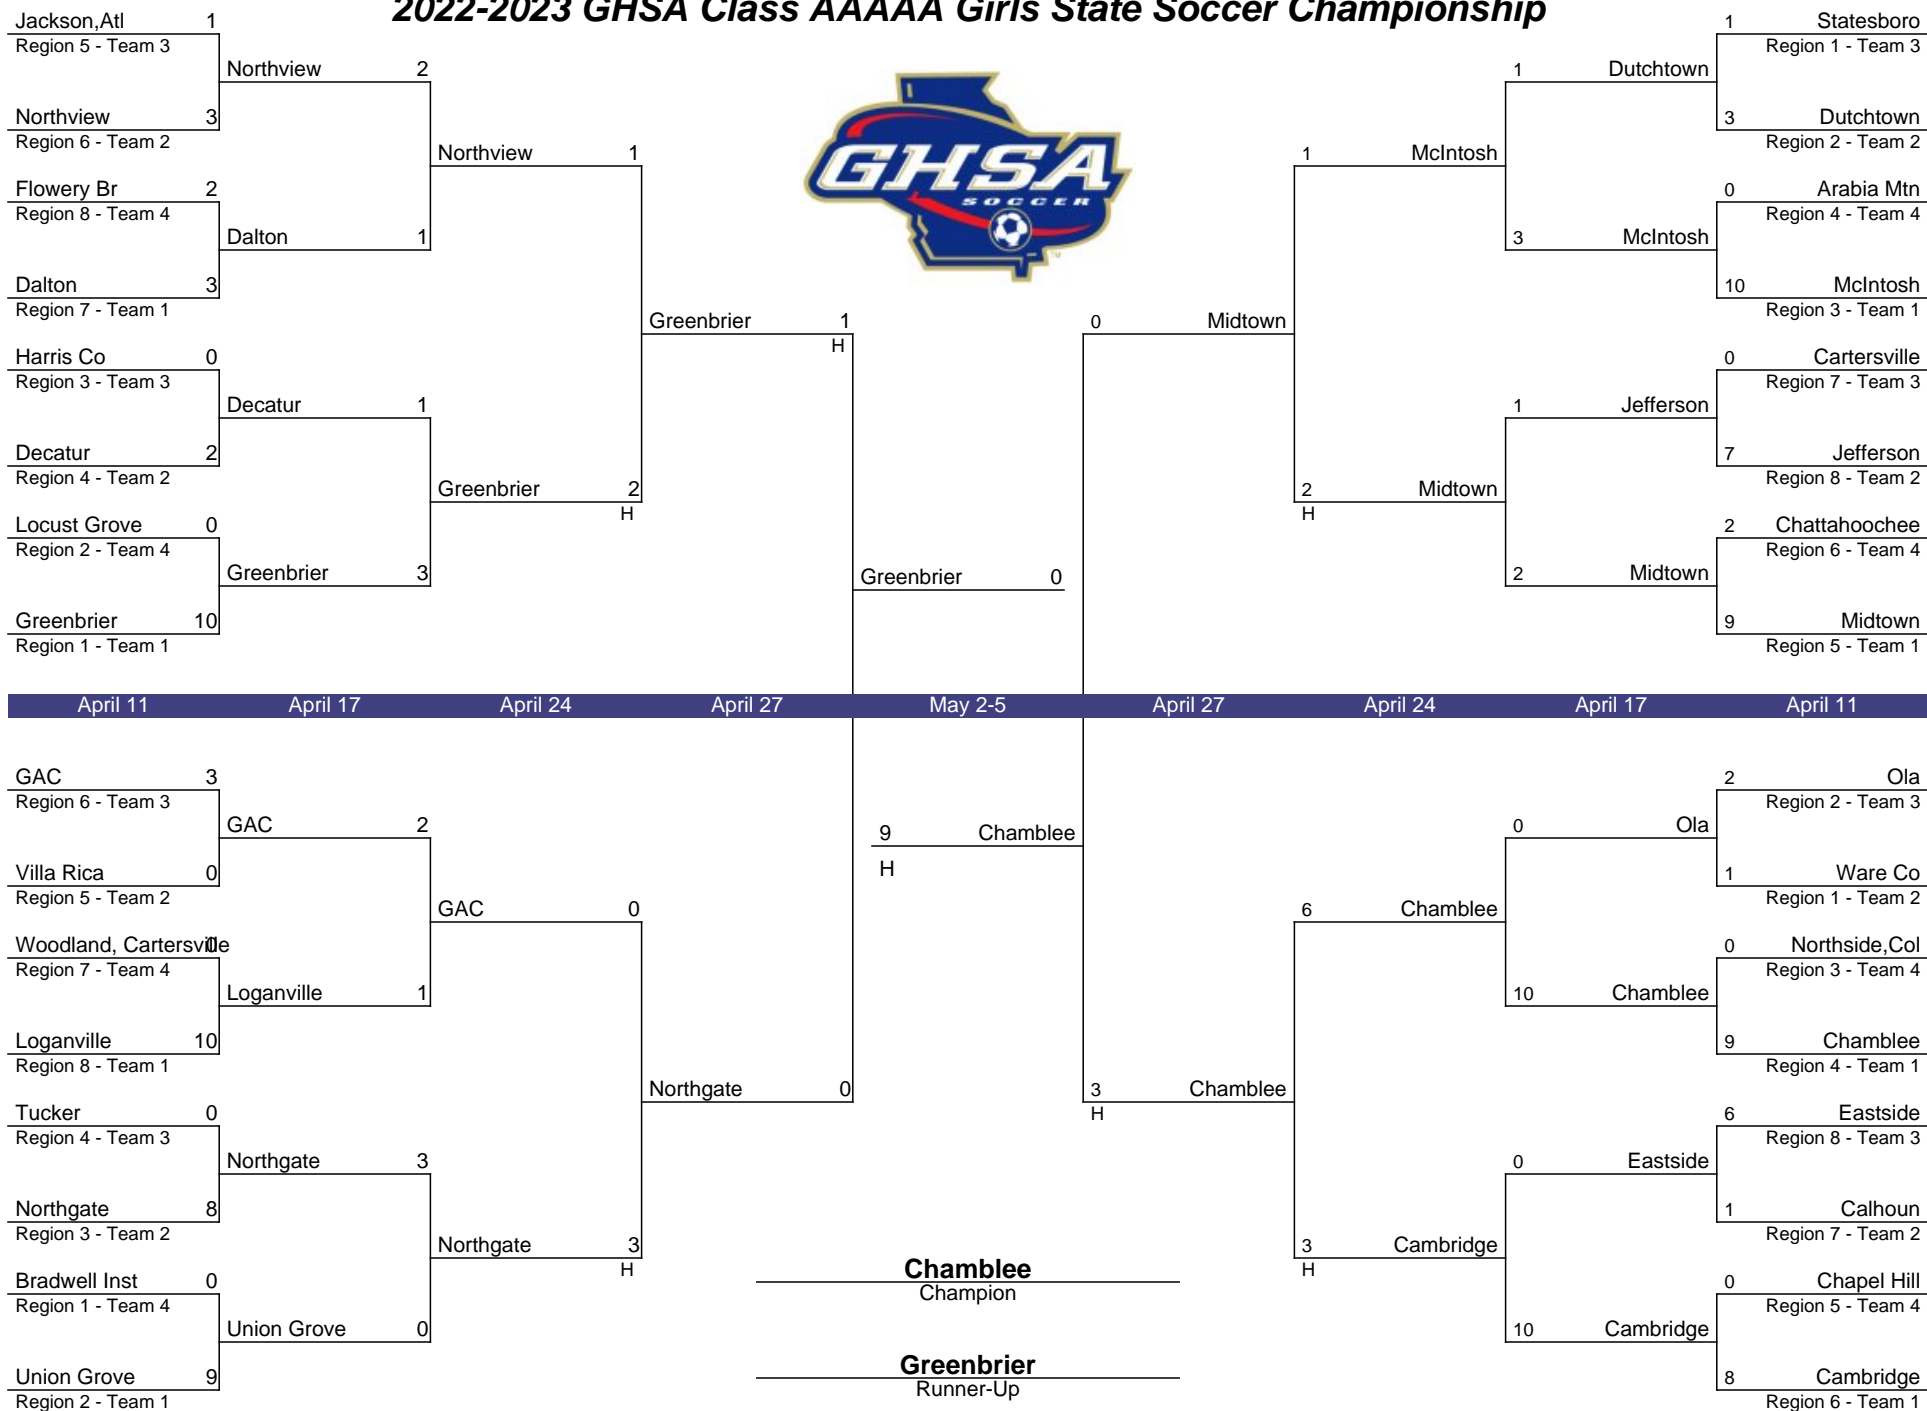 2022-2023 GHSA Class AAAAA Girls State Soccer Championship
GHSA
SOCCER
TM
Jackson,Atl 1
Region 5 - Team 3
Northview 3
Region 6 - Team 2
Flowery Br 2
Region 8 - Team 4
Dalton 3
Region 7 - Team 1
Harris Co 0
Region 3 - Team 3
Decatur 2
Region 4 - Team 2
Locust Grove 0
Region 2 - Team 4
Greenbrier 10
Region 1 - Team 1
Northview 2
Dalton 1
Decatur 1
Greenbrier 3
Northview 1
Greenbrier 2
H
Greenbrier 1
H
Greenbrier 0
0 Midtown
1 McIntosh
2 Midtown
H
1 Dutchtown
3 McIntosh
1 Jefferson
2 Midtown
1 Statesboro
Region 1 - Team 3
3 Dutchtown
Region 2 - Team 2
0 Arabia Mtn
Region 4 - Team 4
10 McIntosh
Region 3 - Team 1
0 Cartersville
Region 7 - Team 3
7 Jefferson
Region 8 - Team 2
2 Chattahoochee
Region 6 - Team 4
9 Midtown
Region 5 - Team 1
April 11 April 17 April 24 April 27 May 2-5 April 27 April 24 April 17 April 11
GAC 3
Region 6 - Team 3
Villa Rica 0
Region 5 - Team 2
Woodland, Cartersville 0
Region 7 - Team 4
Loganville 10
Region 8 - Team 1
Tucker 0
Region 4 - Team 3
Northgate 8
Region 3 - Team 2
Bradwell Inst 0
Region 1 - Team 4
Union Grove 9
Region 2 - Team 1
GAC 2
Loganville 1
Northgate 3
Union Grove 0
GAC 0
Northgate 3
H
Northgate 0
9 Chamblee
H
3 Chamblee
H
6 Chamblee
3 Cambridge
H
0 Ola
10 Chamblee
0 Eastside
10 Cambridge
2 Ola
Region 2 - Team 3
1 Ware Co
Region 1 - Team 2
0 Northside,Col
Region 3 - Team 4
9 Chamblee
Region 4 - Team 1
6 Eastside
Region 8 - Team 3
1 Calhoun
Region 7 - Team 2
0 Chapel Hill
Region 5 - Team 4
8 Cambridge
Region 6 - Team 1
Chamblee
Champion
Greenbrier
Runner-Up